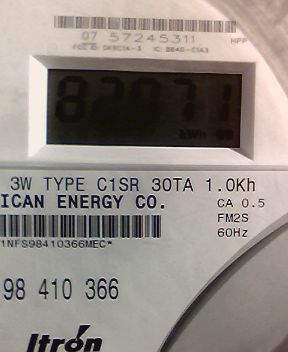 07 57245311
HPP
82071
kWh
3W TYPE C1SR 30TA 1.0Kh
ICAN ENERGY CO.
CA 0.5
FM2S
60Hz
1NFS98410366MEC*
98 410 366
Itron